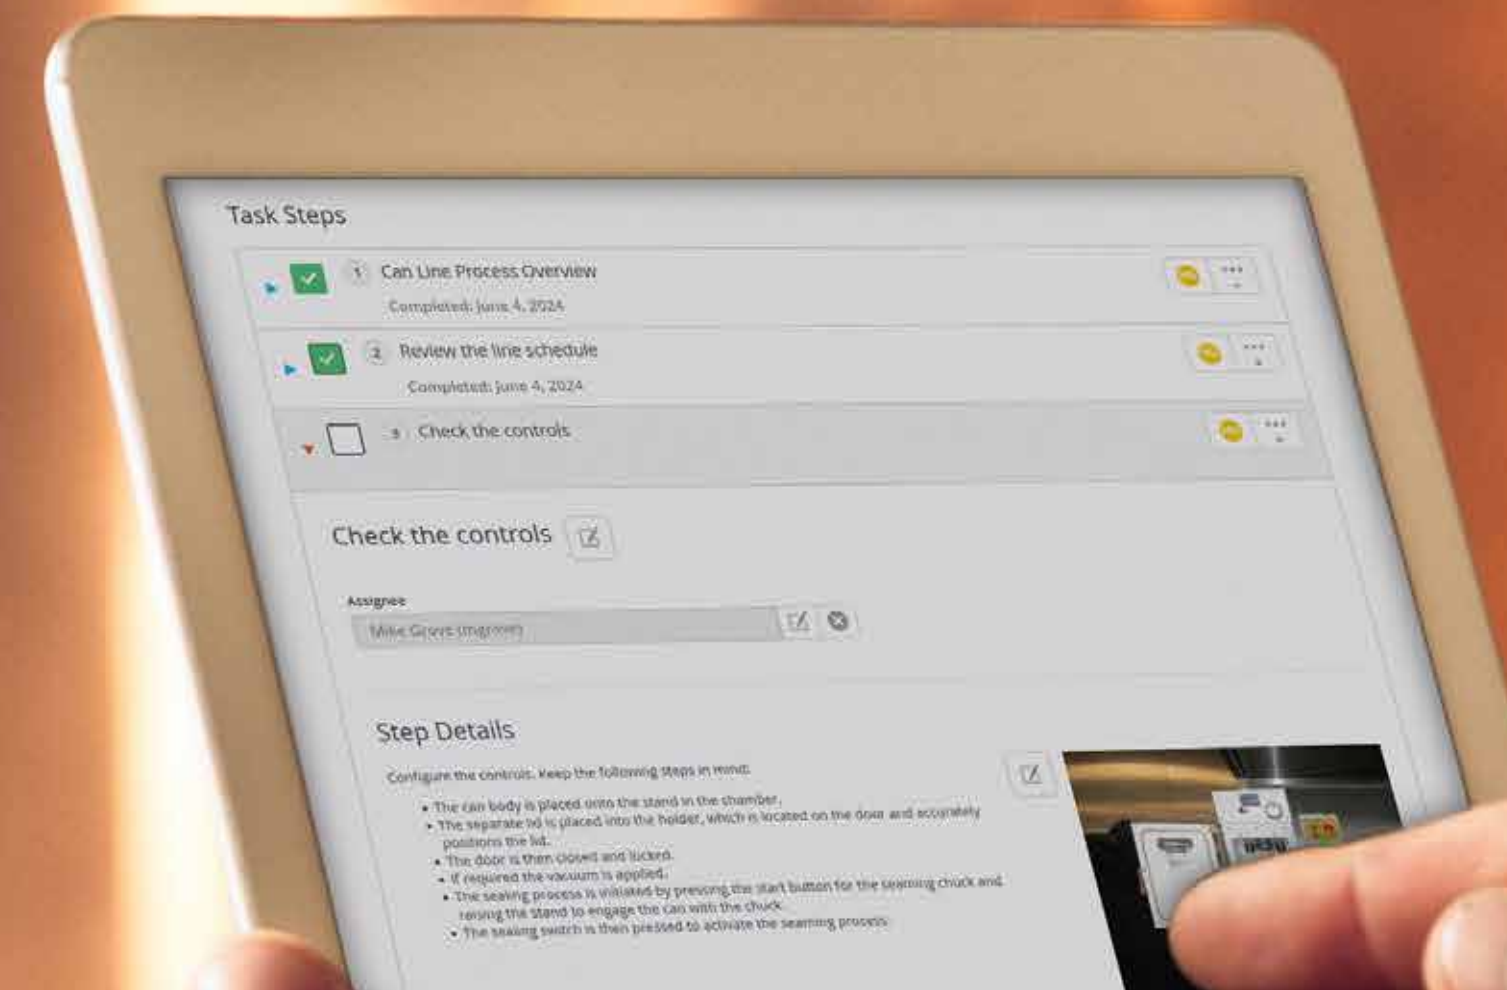 Task Steps
1 Can Line Process Overview
Completed: June 4, 2024
2 Review the line schedule
Completed: June 4, 2024
3 Check the controls
Check the controls
Assignee
Mike Grove (mgrove)
Step Details
Configure the controls. Keep the following steps in mind:
• The can body is placed onto the stand in the chamber.
• The separate lid is placed into the holder, which is located on the door and accurately
positions the lid.
• The door is then closed and locked.
• If required the vacuum is applied.
• The sealing process is initiated by pressing the start button for the seaming chuck and
raising the stand to engage the can with the chuck.
• The sealing switch is then pressed to activate the seaming process.